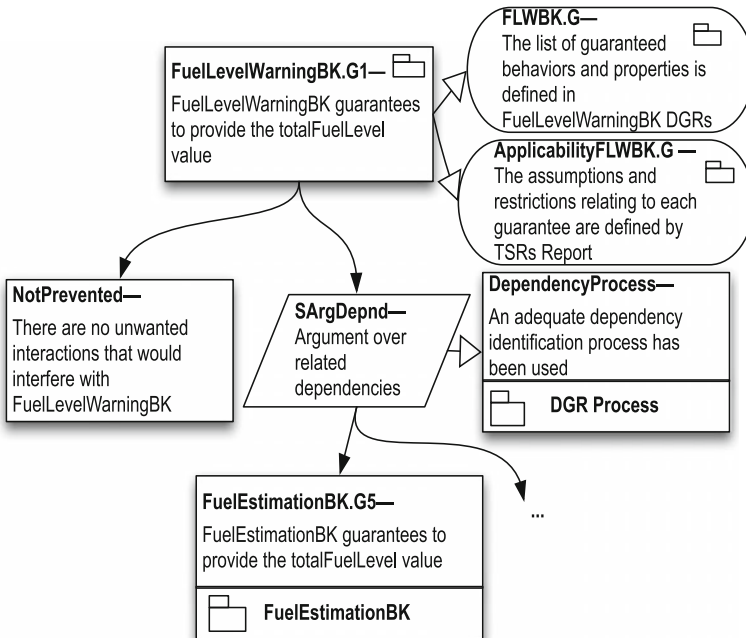 FuelLevelWarningBK.G1—
FuelLevelWarningBK guarantees
to provide the totalFuelLevel
value
FLWBK.G—
The list of guaranteed
behaviors and properties is
defined in
FuelLevelWarningBK DGRs
ApplicabilityFLWBK.G —
The assumptions and
restrictions relating to each
guarantee are defined by
TSRs Report
NotPrevented—
There are no unwanted
interactions that would
interfere with
FuelLevelWarningBK
SArgDepnd—
Argument over
related
dependencies
DependencyProcess—
An adequate dependency
identification process has
been used
DGR Process
FuelEstimationBK.G5—
FuelEstimationBK guarantees to
provide the totalFuelLevel value
FuelEstimationBK
...